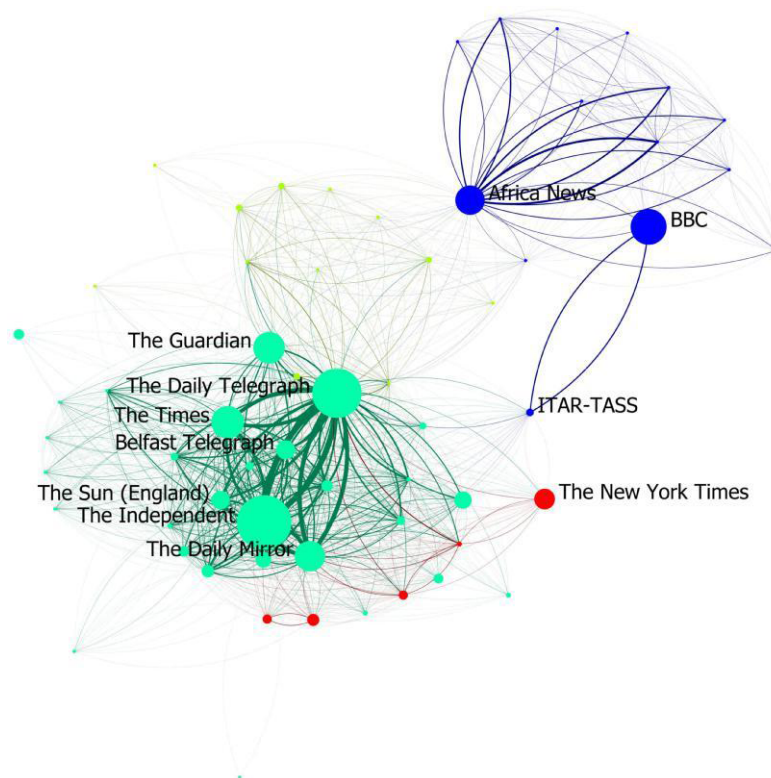 Africa News
BBC
The Guardian
The Daily Telegraph
ITAR-TASS
The Times
Belfast Telegraph
The Sun (England)
The New York Times
The Independent
The Daily Mirror